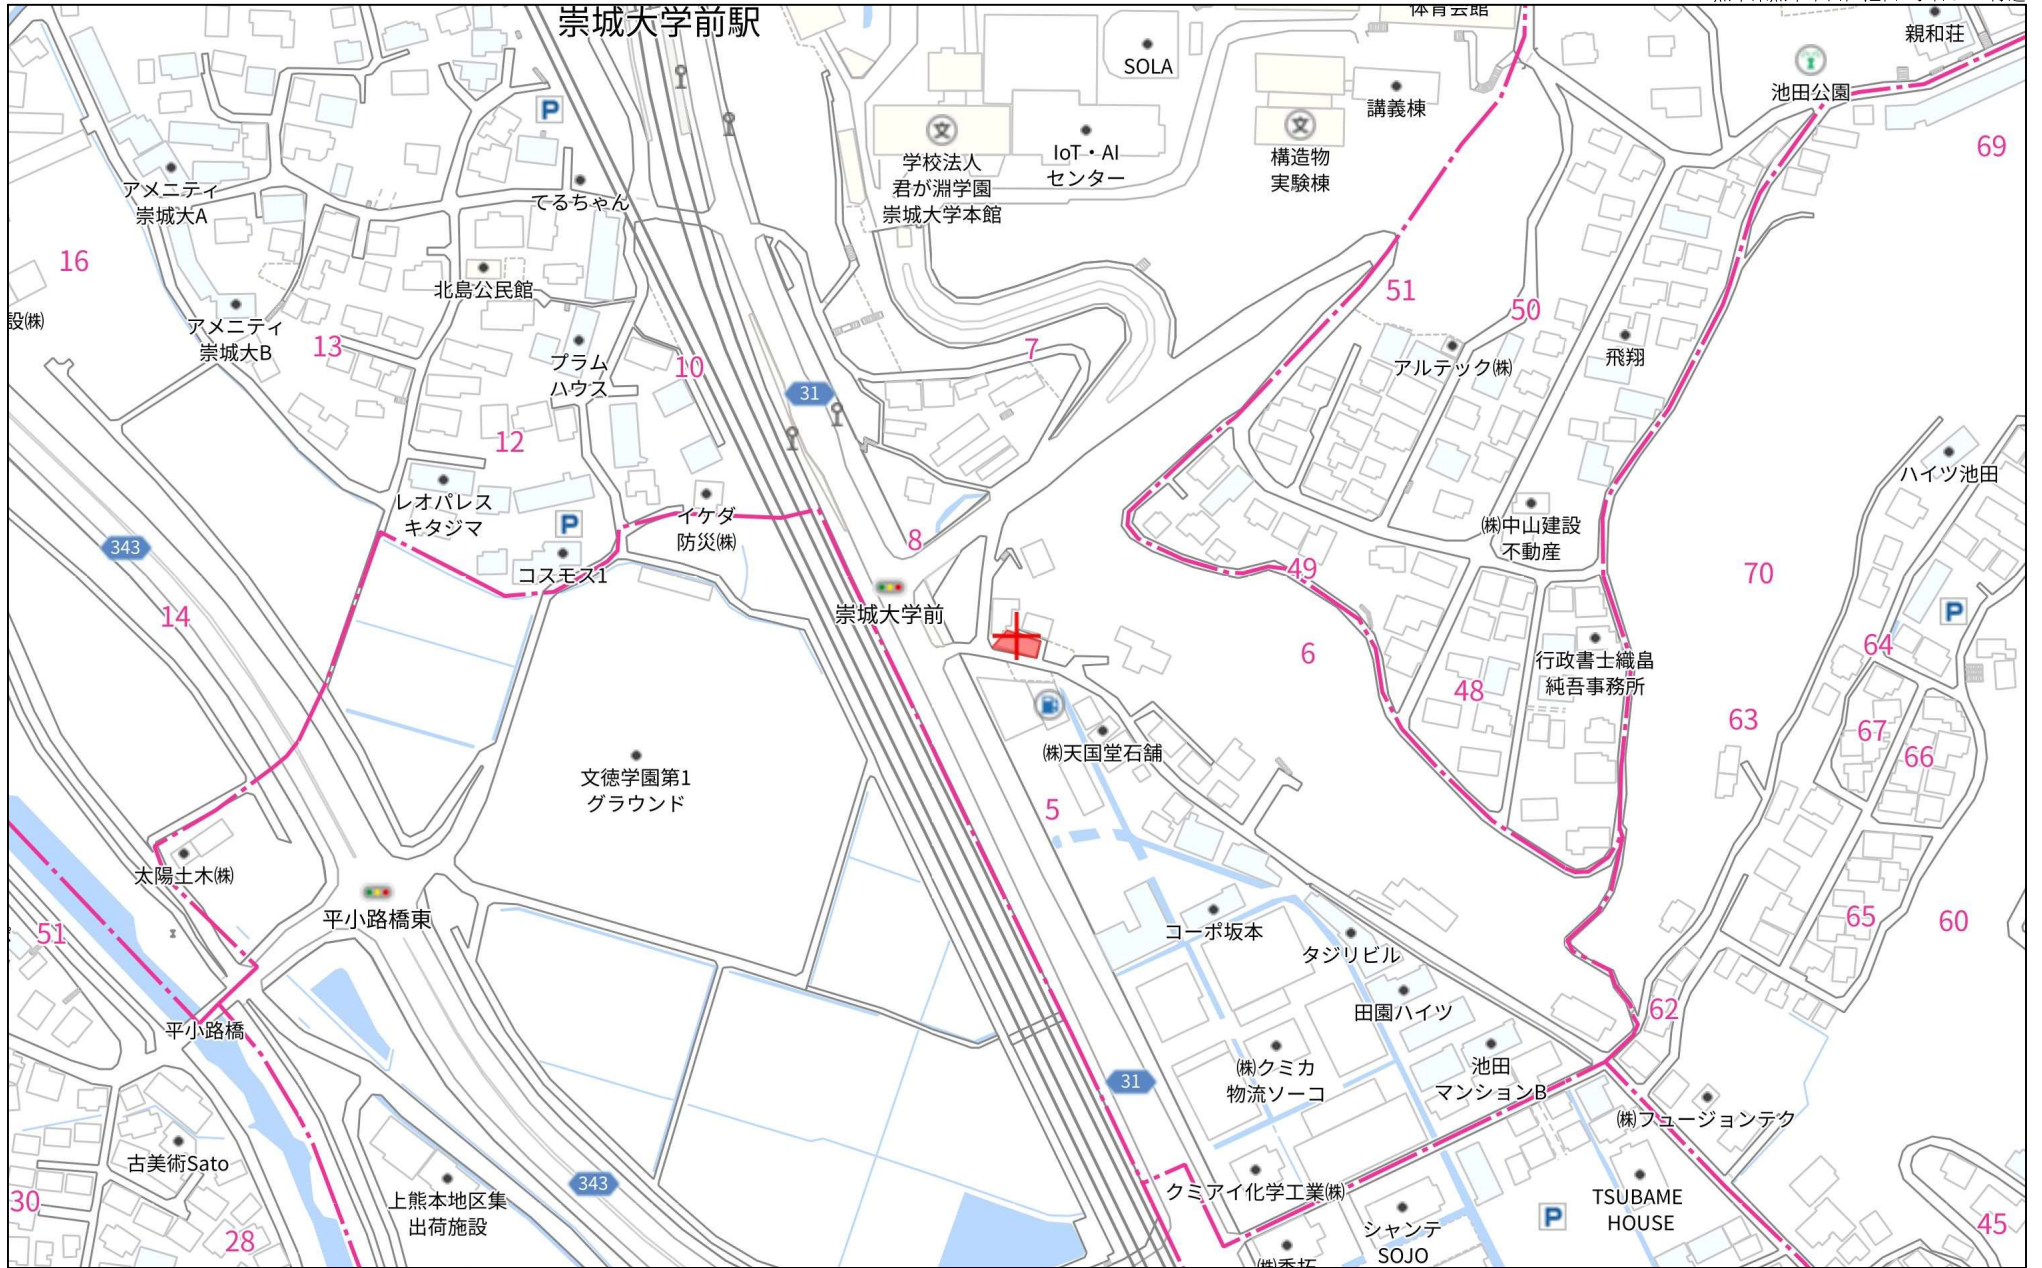 崇城大学前駅
体育会館
親和荘
SOLA
講義棟
池田公園
69
学校法人
君が淵学園
崇城大学本館
IoT・AI
センター
構造物
実験棟
アメニティ
崇城大A
てるちゃん
16
北島公民館
51
50
設㈱
アメニティ
崇城大B
13
プラム
ハウス
10
7
31
アルテック㈱
飛翔
12
ハイツ池田
レオパレス
キタジマ
イケダ
防災㈱
8
㈱中山建設
不動産
343
コスモス1
49
70
14
崇城大学前
6
行政書士織畠
純吾事務所
64
48
63
67
66
㈱天国堂石舗
文徳学園第1
グラウンド
5
太陽土木㈱
平小路橋東
51
コーポ坂本
タジリビル
65
60
田園ハイツ
62
平小路橋
㈱クミカ
物流ソーコ
池田
マンションB
31
㈱フュージョンテク
古美術Sato
343
上熊本地区集
出荷施設
クミアイ化学工業㈱
TSUBAME
HOUSE
30
28
シャンテ
SOJO
45